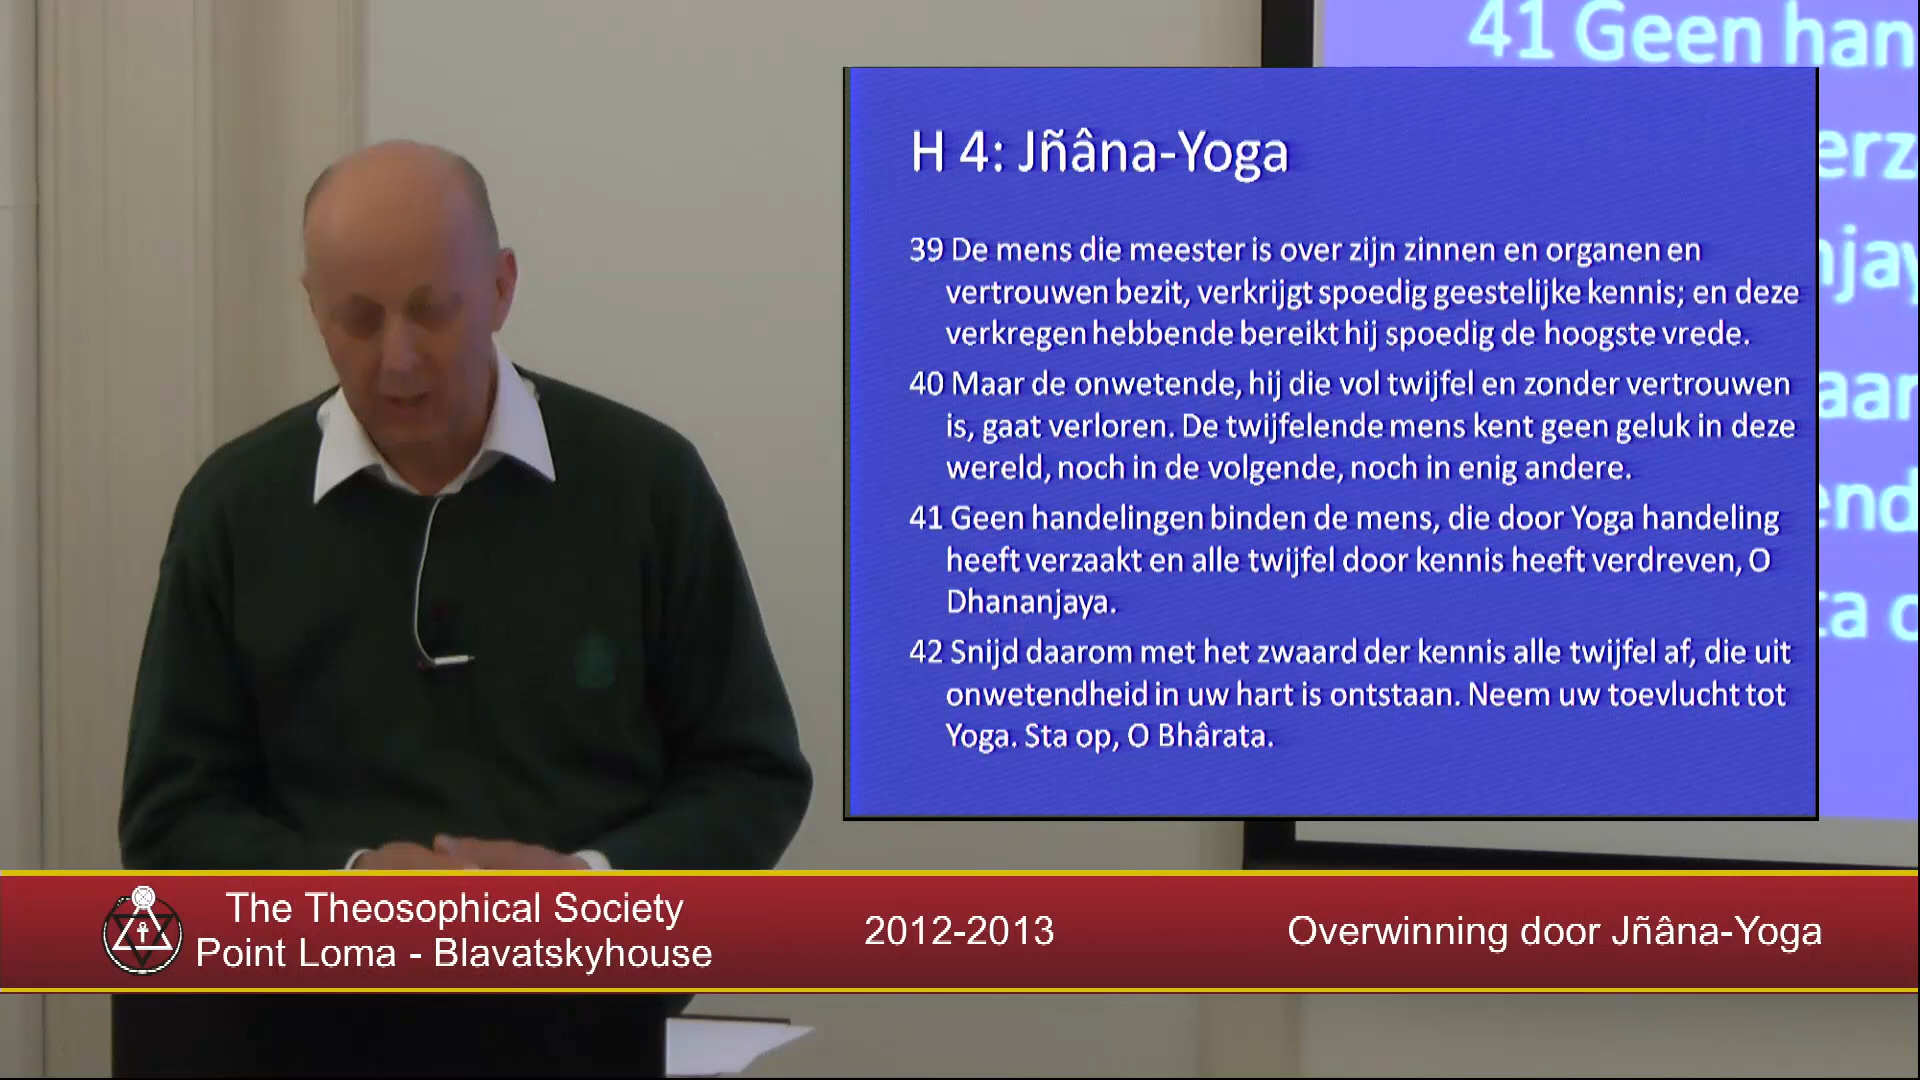 41 Geen han
H 4: Jñâna-Yoga
39 De mens die meester is over zijn zinnen en organen en
vertrouwen bezit, verkrijgt spoedig geestelijke kennis; en deze
verkregen hebbende bereikt hij spoedig de hoogste vrede.
40 Maar de onwetende, hij die vol twijfel en zonder vertrouwen
is, gaat verloren. De twijfelende mens kent geen geluk in deze
wereld, noch in de volgende, noch in enig andere.
41 Geen handelingen binden de mens, die door Yoga handeling
heeft verzaakt en alle twijfel door kennis heeft verdreven, O
Dhananjaya.
42 Snijd daarom met het zwaard der kennis alle twijfel af, die uit
onwetendheid in uw hart is ontstaan. Neem uw toevlucht tot
Yoga. Sta op, O Bhârata.
erz
njay
aar
end
ta o
The Theosophical Society
Point Loma - Blavatskyhouse
2012-2013
Overwinning door Jñâna-Yoga